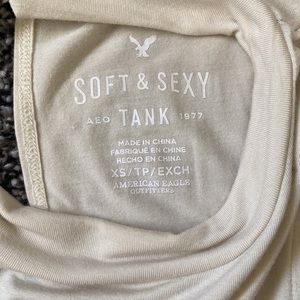 SOFT & SEXY
AEO TANK 1977
MADE IN CHINA
FABRIQUÉ EN CHINE
HECHO EN CHINA
XS/TP/EXCH
AMERICAN EAGLE
OUTFITTERS